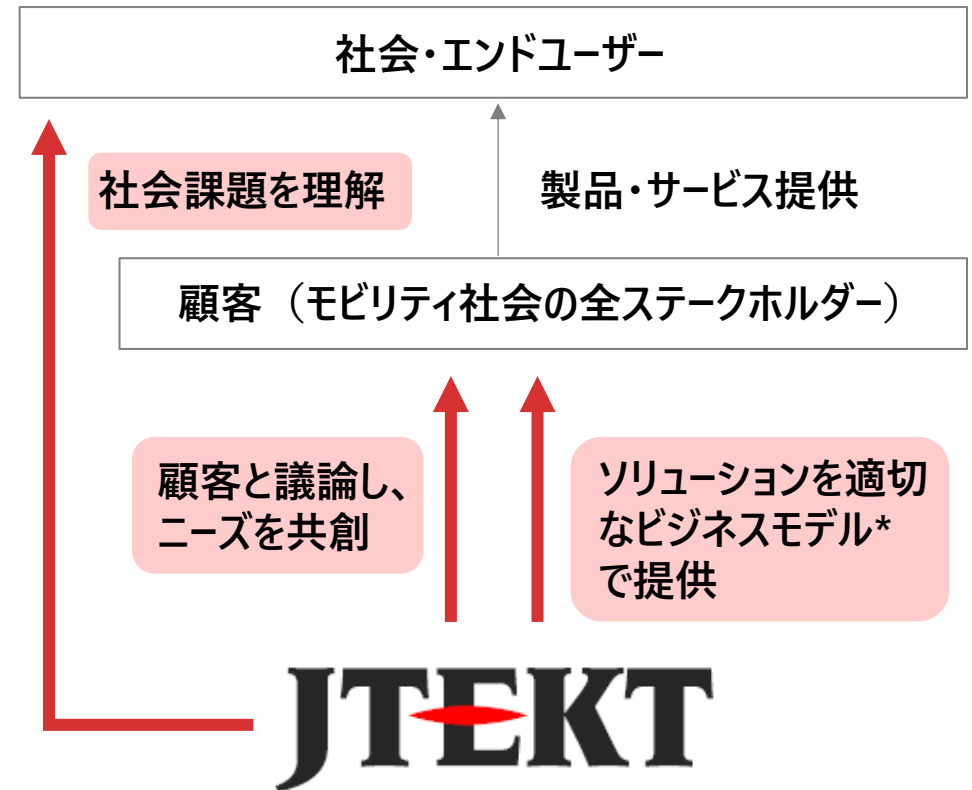 社会・エンドユーザー
社会課題を理解
製品・サービス提供
顧客（モビリティ社会の全ステークホルダー）
顧客と議論し、
ニーズを共創
ソリューションを適切
なビジネスモデル*
で提供
JTEKT